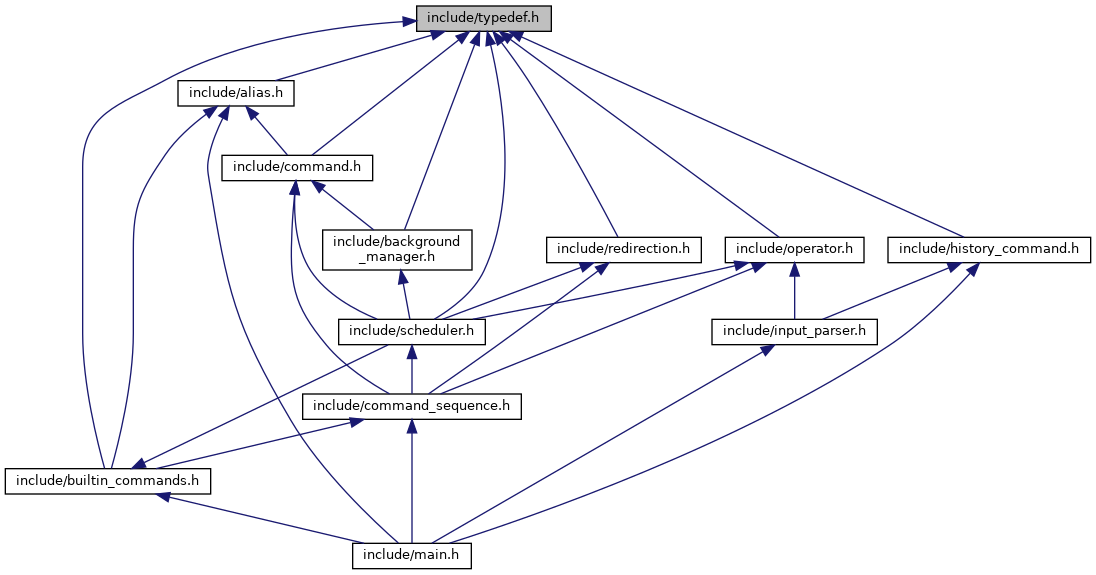 include/typedef.h
include/alias.h
include/command.h
include/background
_manager.h
include/redirection.h
include/operator.h
include/history_command.h
include/scheduler.h
include/input_parser.h
include/command_sequence.h
include/builtin_commands.h
include/main.h